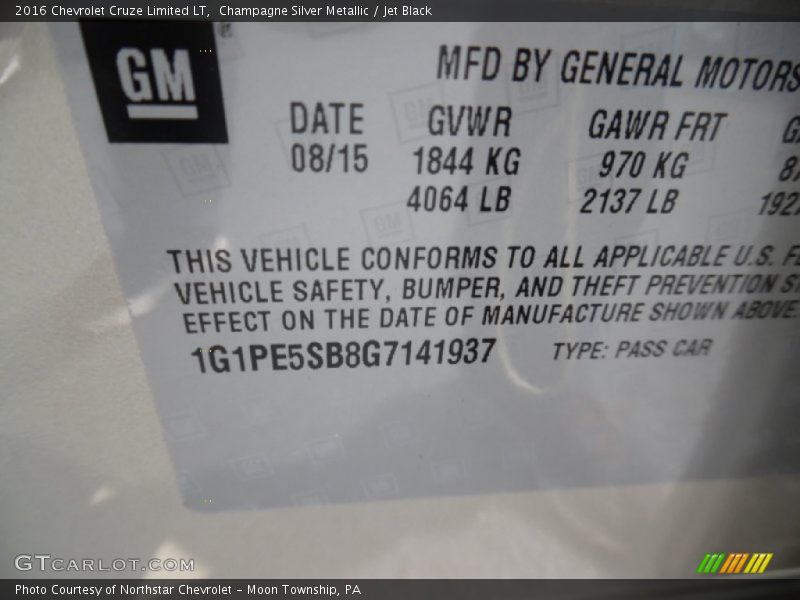 2016 Chevrolet Cruze Limited LT,  Champagne Silver Metallic / Jet Black
GM
MFD BY GENERAL MOTORS
DATE GVWR GAWR FRT
08/15 1844 KG 970 KG
4064 LB 2137 LB 192
THIS VEHICLE CONFORMS TO ALL APPLICABLE U.S. F
VEHICLE SAFETY, BUMPER, AND THEFT PREVENTION S
EFFECT ON THE DATE OF MANUFACTURE SHOWN ABOVE.
1G1PE5SB8G7141937 TYPE: PASS CAR
GTCARLOT.COM
Photo Courtesy of Northstar Chevrolet – Moon Township, PA